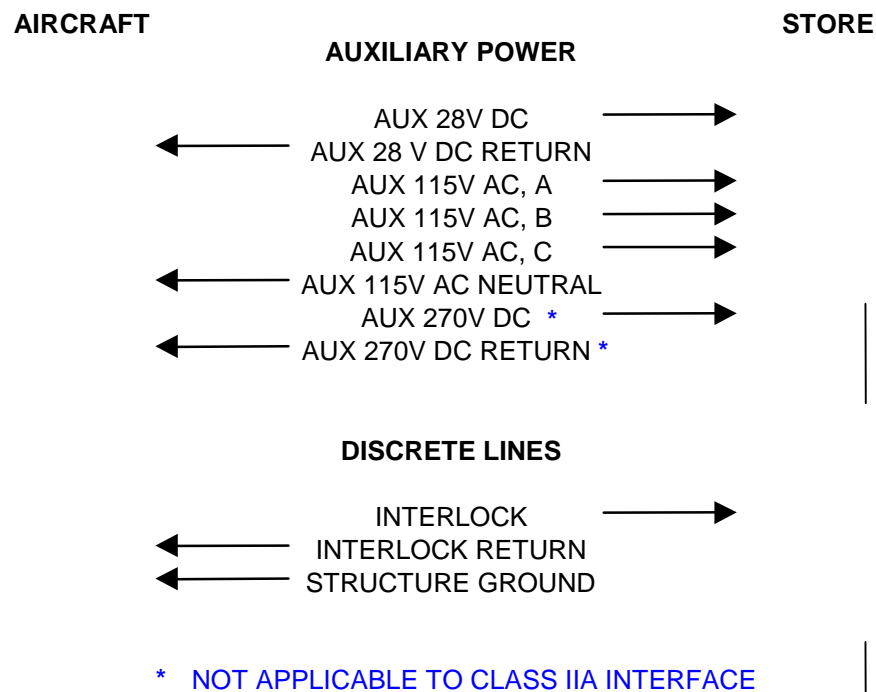 AIRCRAFT STORE
AUXILIARY POWER
AUX 28V DC
AUX 28 V DC RETURN
AUX 115V AC, A
AUX 115V AC, B
AUX 115V AC, C
AUX 115V AC NEUTRAL
AUX 270V DC *
AUX 270V DC RETURN *
DISCRETE LINES
INTERLOCK
INTERLOCK RETURN
STRUCTURE GROUND
* NOT APPLICABLE TO CLASS IIA INTERFACE